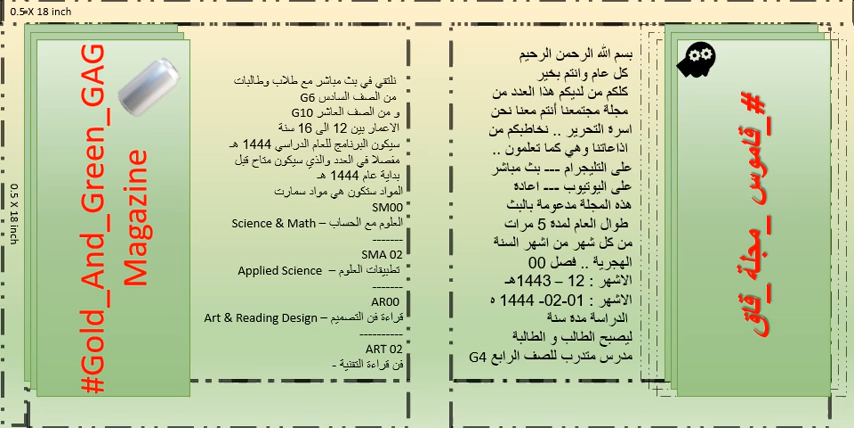 0.5 X 18 inch
0.5 X 18 Inch
#Gold_And_Green_GAG
Magazine
نلتقي في بث مباشر مع طلاب وطالبات
من الصف السادس G6
و من الصف العاشر G10
الاعمار بين 12 الى 16 سنة
سيكون البرنامج للعام الدراسي 1444 هـ
مفصلا في العدد والذي سيكون متاح قبل
بداية عام 1444 هـ
المواد ستكون هي مواد سمارت
SM00
العلوم مع الحساب – Science & Math
-------
SMA 02
تطبيقات العلوم – Applied Science
-------
AR00
قراءة فن التصميم – Art & Reading Design
----------
ART 02
فن قراءة التقنية -
بسم الله الرحمن الرحيم
كل عام وانتم بخير
كلكم من لديكم هذا العدد من
مجلة مجتمعنا أنتم معنا نحن
اسرة التحرير .. نخاطبكم من
اذاعاتنا وهي كما تعلمون ..
على التليجرام --- بث مباشر
على اليوتيوب --- اعادة
هذه المجلة مدعومة بالبث
طوال العام لمدة 5 مرات
من كل شهر من اشهر السنة
الهجرية .. فصل 00
الاشهر : 12 – 1443هـ
الاشهر : 01-02- 1444 ه
الدراسة مدة سنة
ليصبح الطالب و الطالبة
مدرس متدرب للصف الرابع G4
#_قاموس _مجلة_قاق